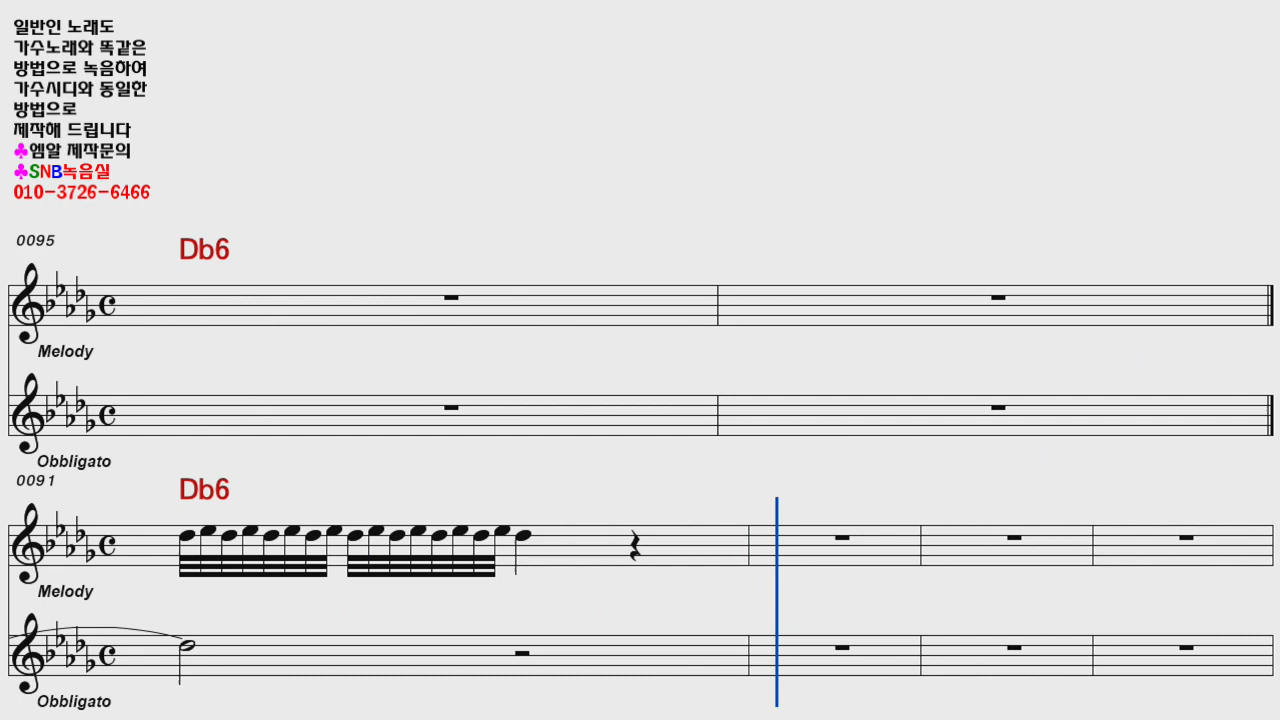 일반인 노래도
가수노래와 똑같은
방법으로 녹음하여
가수시디와 동일한
방법으로
제작해 드립니다
♣엠알 제작문의
♣SNB녹음실
010-3726-6466
0095
Db6
Melody
Obbligato
0091
Db6
Melody
Obbligato